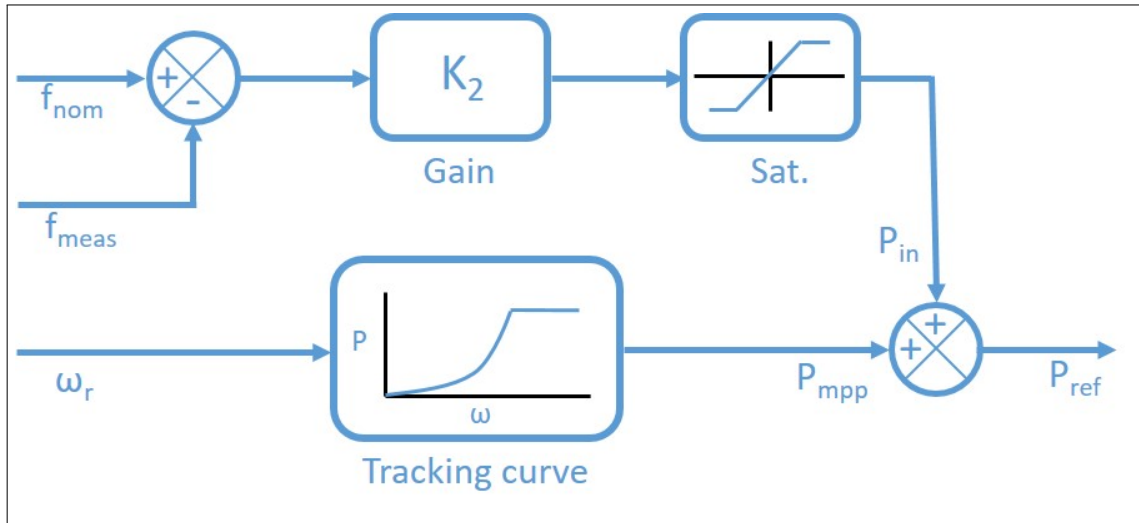 f_nom
+
-
f_meas
K_2
Gain
Sat.
P_in
ω_r
P
ω
Tracking curve
P_mpp
+
+
P_ref